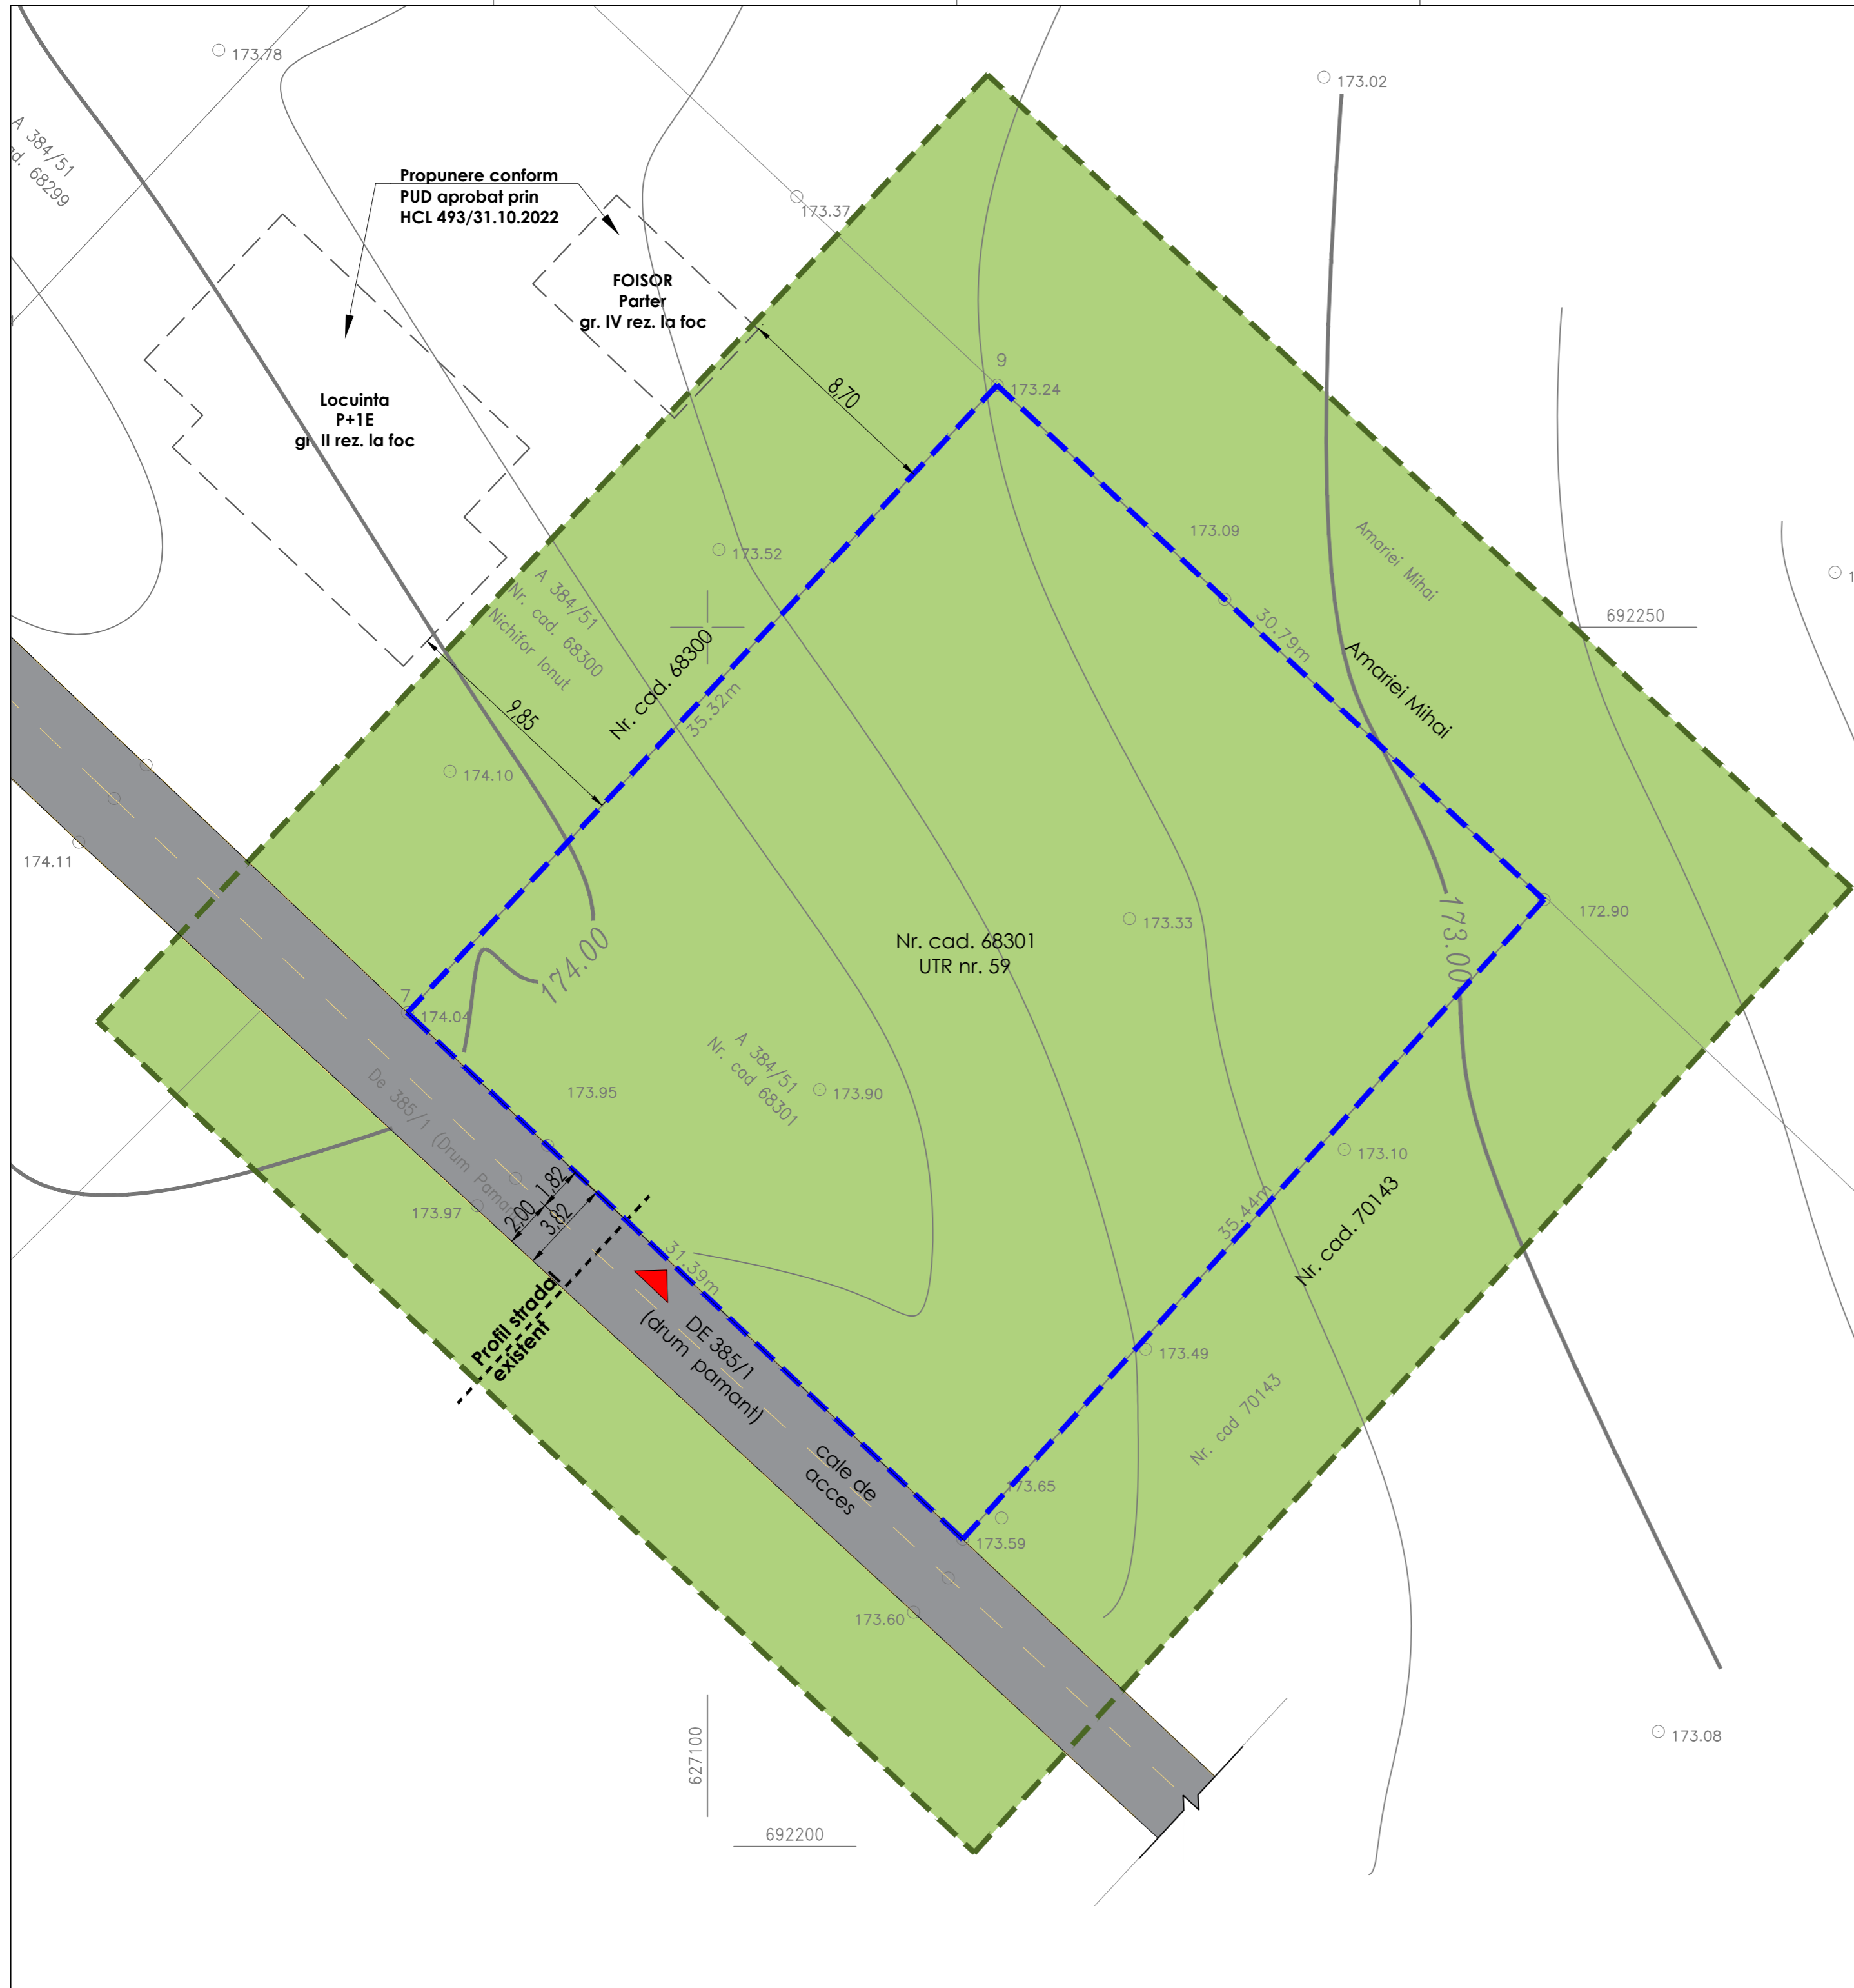 173.78
173.02
A 384/51
68299
Propunere conform
PUD aprobat prin
HCL 493/31.10.2022
173.37
FOISOR
Parter
gr. IV rez. la foc
9
173.24
8,70
Locuinta
P+1E
gr. II rez. la foc
173.09
Amariei Mihai
173.52
692250
30.79m
Amariei Mihai
A 384/51
Nr. cad. 68300
Nichifor Ionut
Nr. cad. 68300
35.32m
9,85
174.10
174.11
172.90
173.33
173.00
Nr. cad. 68301
UTR nr. 59
174.00
7
174.04
A 384/51
Nr. cad 68301
173.95
173.90
De 385/1 (Drum Pamant
173.10
1,82
2,00
3,82
173.97
35.44m
Nr. cad. 70143
31.39m
Profil stradal
existent
DE 385/1
(drum pamant)
173.49
Nr. cad 70143
cale de
acces
173.65
173.59
173.60
173.08
627100
692200